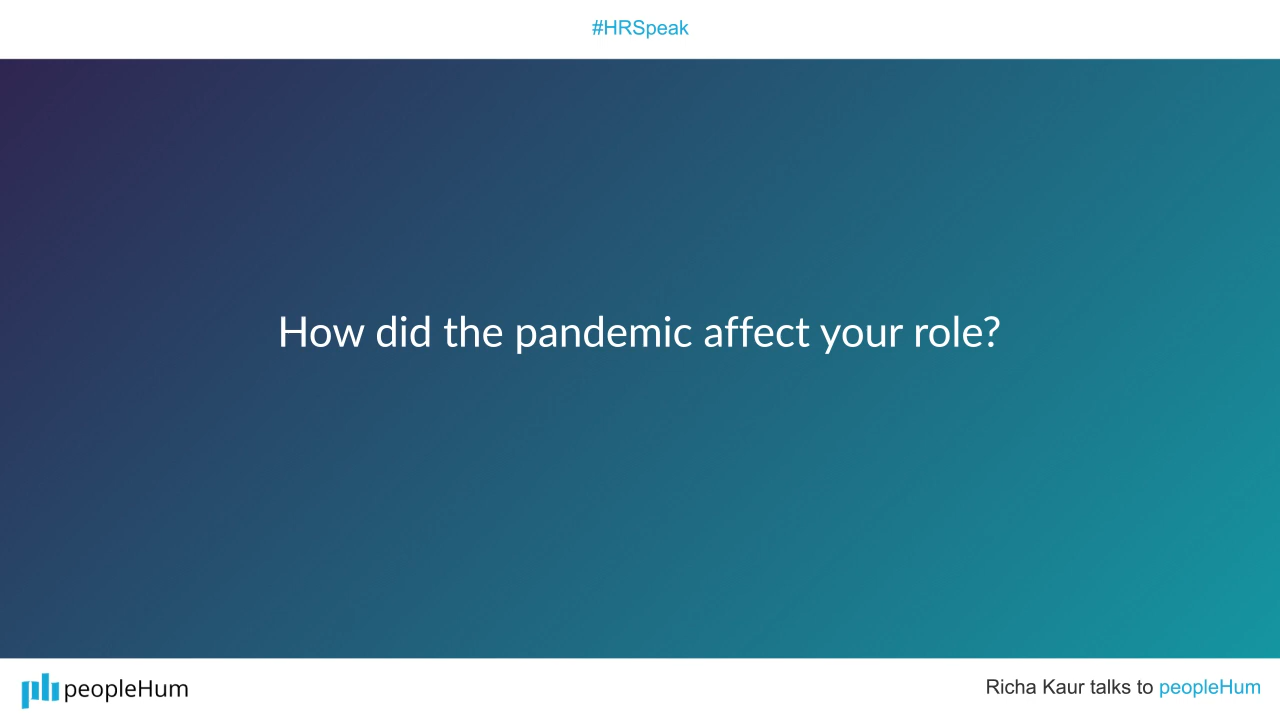 #HRSpeak
How did the pandemic affect your role?
peopleHum
Richa Kaur talks to peopleHum